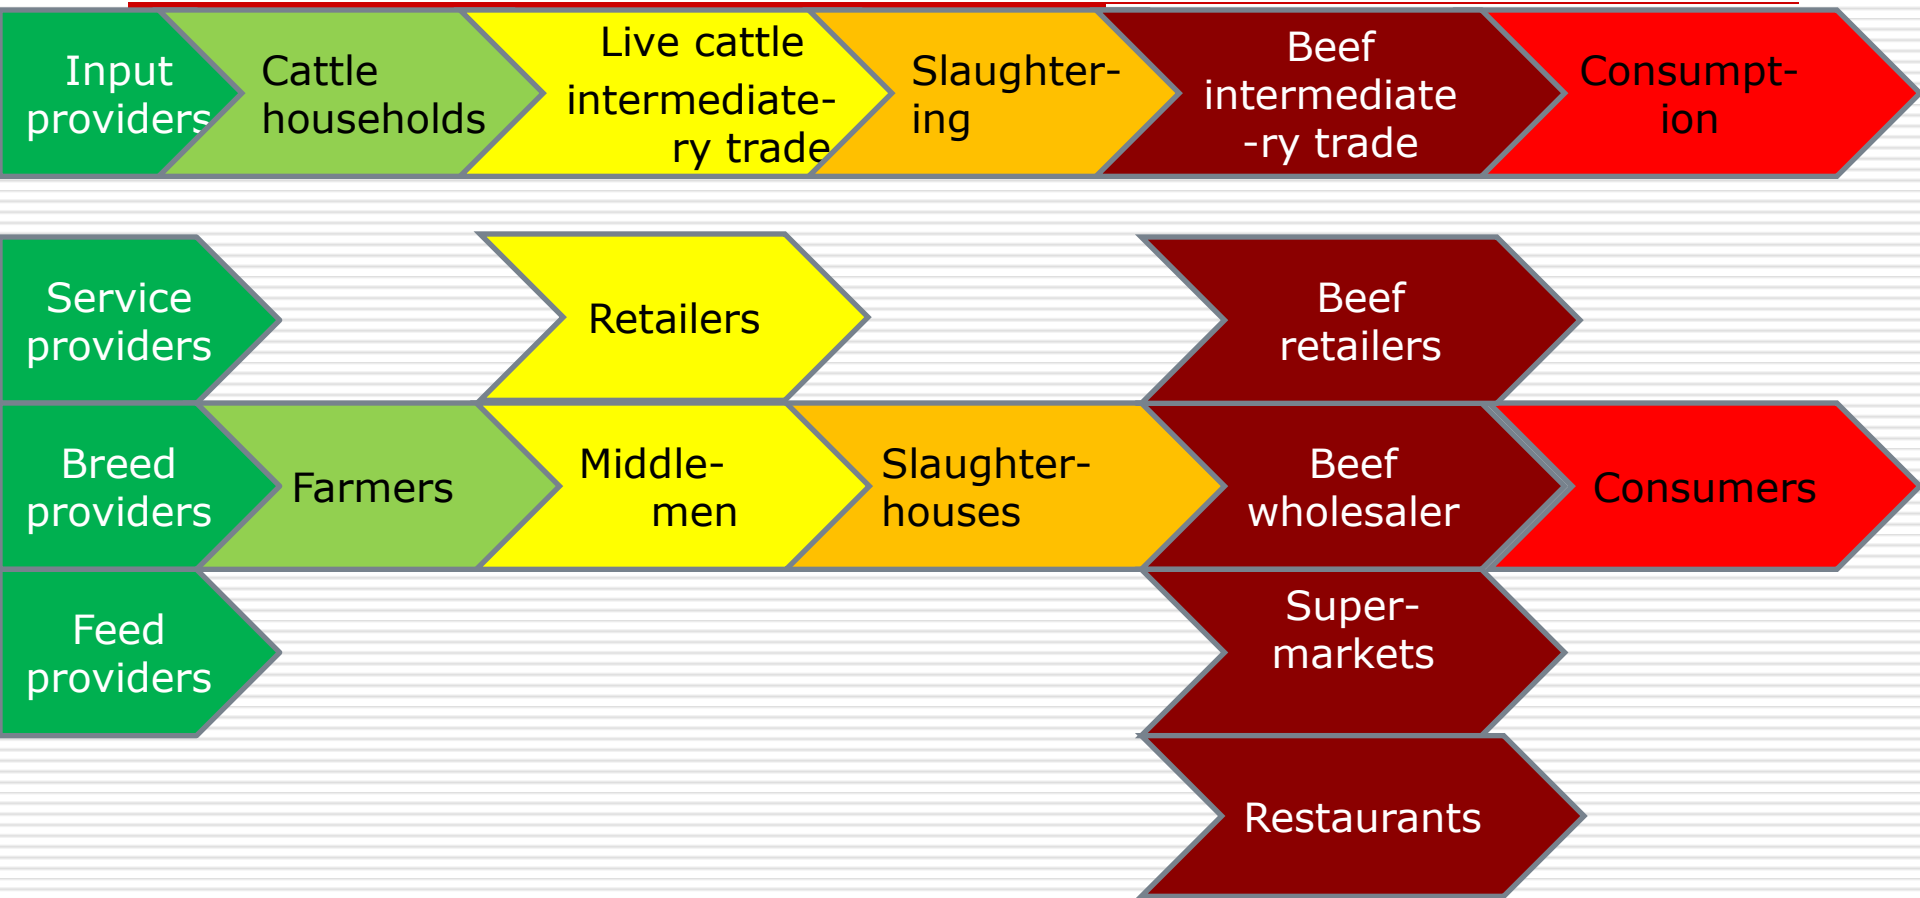 Input
providers
Cattle
households
Live cattle
intermediate-
ry trade
Slaughter-
ing
Beef
intermediate
-ry trade
Consumpt-
ion
Service
providers
Retailers
Beef
retailers
Breed
providers
Farmers
Middle-
men
Slaughter-
houses
Beef
wholesaler
Consumers
Feed
providers
Super-
markets
Restaurants